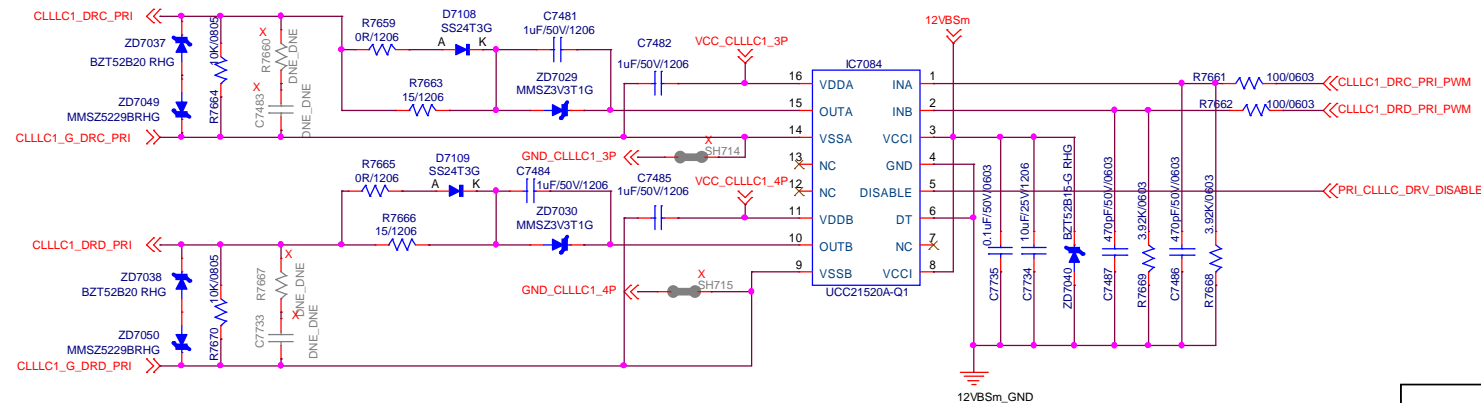 CLLLC1_DRC_PRI
ZD7037
BZT52B20 RHG
ZD7049
MMSZ5229BRHG
CLLLC1_G_DRC_PRI
10K/0805
R7664
X
R7660
DNE_DNE
X
C7483
DNE_DNE
R7659
0R/1206
D7108
SS24T3G
A
K
C7481
1uF/50V/1206
R7663
15/1206
ZD7029
MMSZ3V3T1G
C7482
1uF/50V/1206
VCC_CLLLC1_3P
GND_CLLLC1_3P
X
SH714
R7665
0R/1206
D7109
SS24T3G
A
K
C7484
1uF/50V/1206
R7666
15/1206
ZD7030
MMSZ3V3T1G
C7485
1uF/50V/1206
VCC_CLLLC1_4P
GND_CLLLC1_4P
X
SH715
CLLLC1_DRD_PRI
ZD7038
BZT52B20 RHG
ZD7050
MMSZ5229BRHG
CLLLC1_G_DRD_PRI
10K/0805
R7670
X
R7667
DNE_DNE
X
C7733
DNE_DNE
IC7084
16 VDDA INA 1
15 OUTA INB 2
14 VSSA VCCI 3
13 NC GND 4
12 NC DISABLE 5
11 VDDB DT 6
10 OUTB NC 7
9 VSSB VCCI 8
UCC21520A-Q1
12VBSm
R7661
100/0603
CLLLC1_DRC_PRI_PWM
R7662
100/0603
CLLLC1_DRD_PRI_PWM
PRI_CLLLC_DRV_DISABLE
0.1uF/50V/0603
C7735
10uF/25V/1206
C7734
BZT52B15-G RHG
ZD7040
470pF/50V/0603
C7487
3.92K/0603
R7669
470pF/50V/0603
C7486
3.92K/0603
R7668
12VBSm_GND